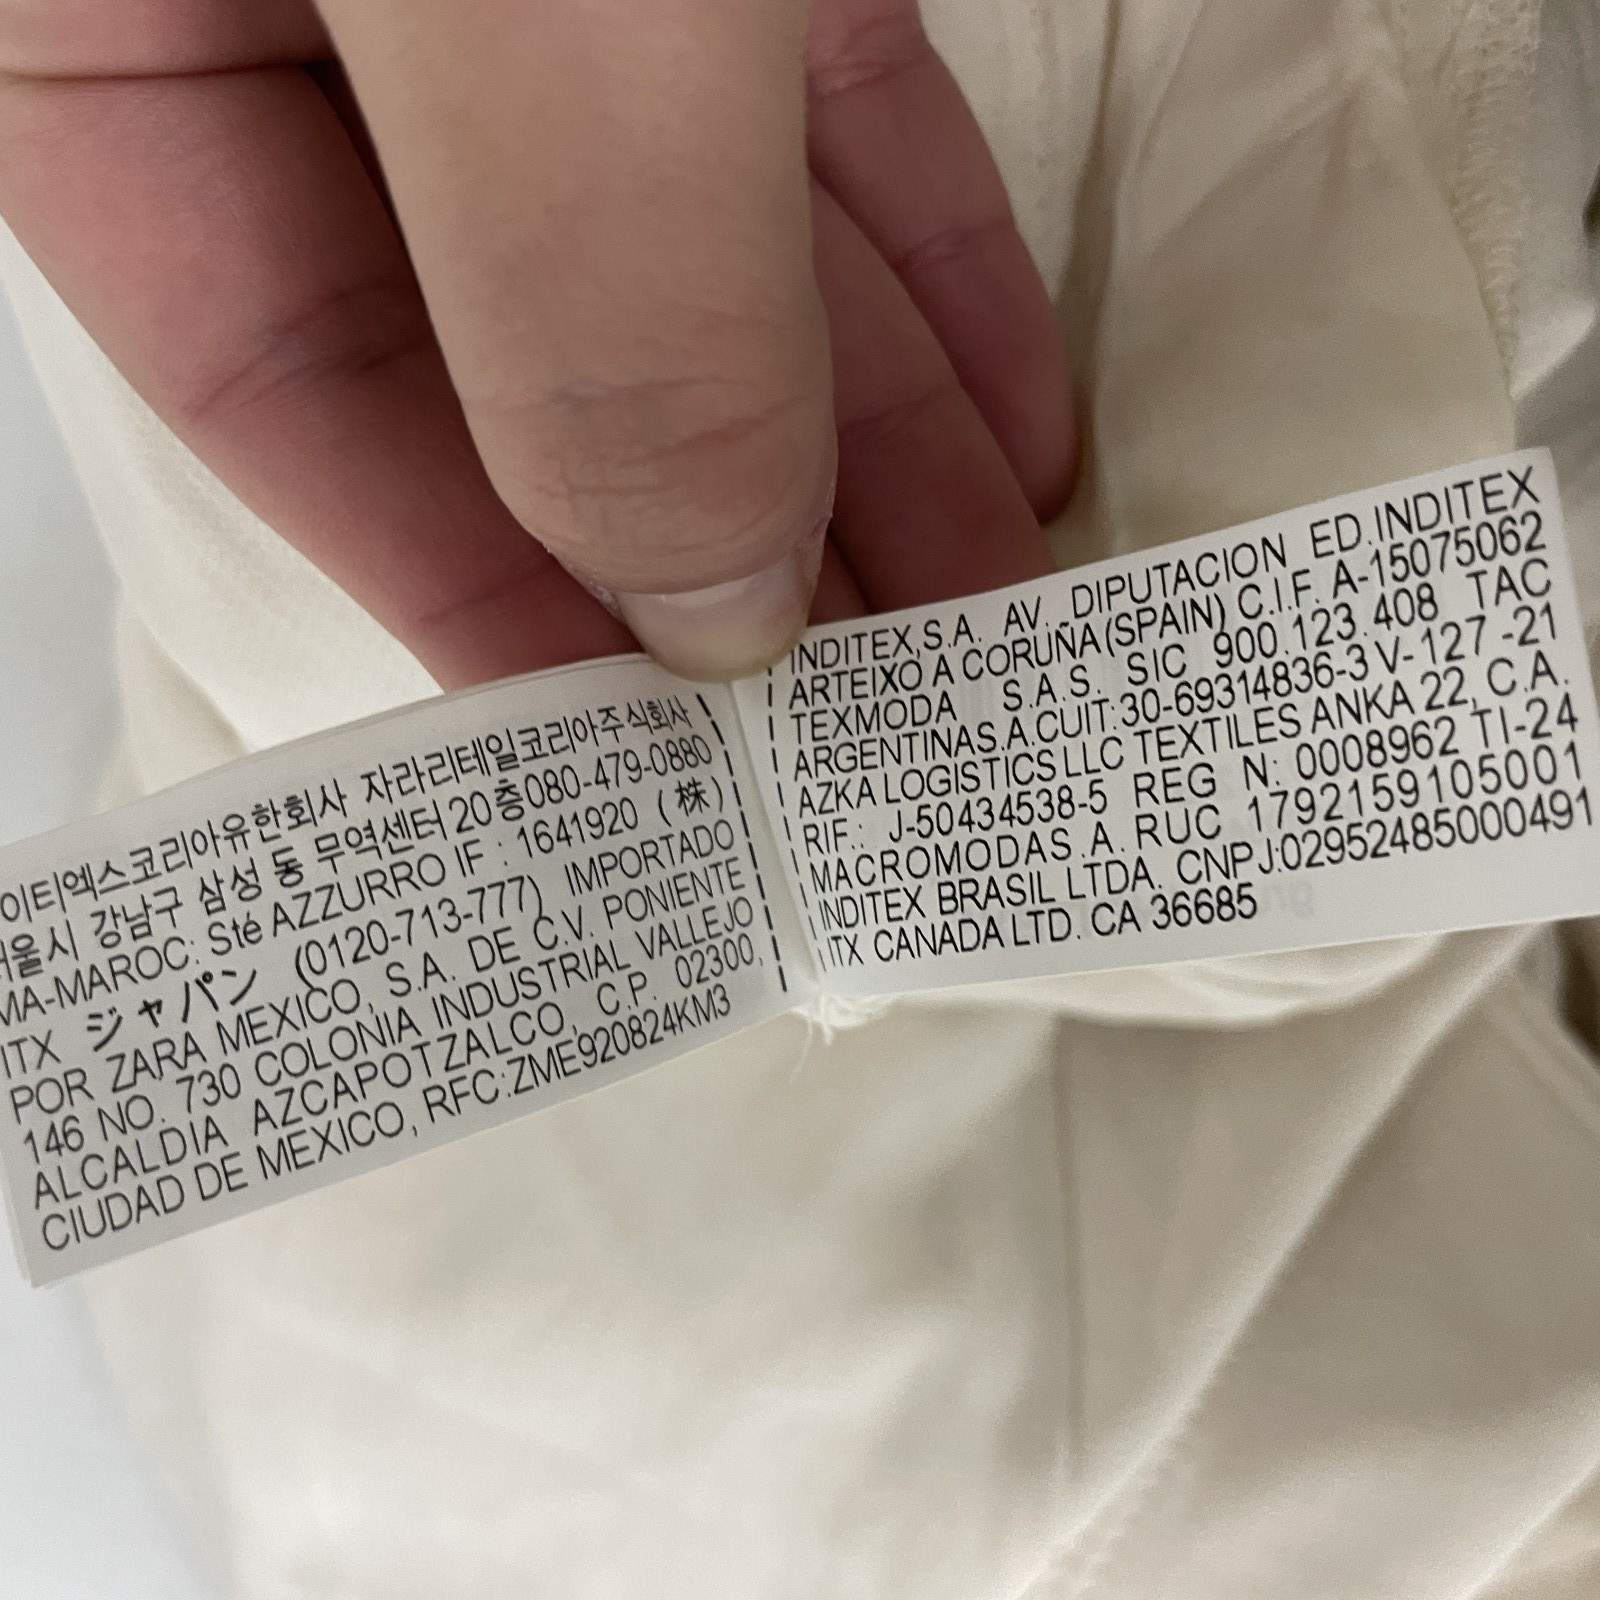 이티엑스코리아유한회사 자라리테일코리아주식회사
서울시 강남구 삼성동 무역센터 20층 080-479-0880
MA-MAROC: Sté AZZURRO IF : 1641920 (株)
ITX ジャパン (0120-713-777) IMPORTADO
POR ZARA MEXICO, S.A. DE C.V. PONIENTE
146 NO. 730 COLONIA INDUSTRIAL VALLEJO
ALCALDIA AZCAPOTZALCO, C.P. 02300,
CIUDAD DE MEXICO, RFC:ZME920824KM3
INDITEX,S.A. AV. DIPUTACION ED.INDITEX
ARTEIXO A CORUÑA (SPAIN) C.I.F. A-15075062
TEXMODA S.A.S. SIC 900.123.408 TAC
ARGENTINAS.A.CUIT:30-69314836-3 V-127-21
AZKA LOGISTICS LLC TEXTILES ANKA 22, C.A.
RIF.: J-50434538-5 REG N: 0008962 TI-24
MACROMODAS.A. RUC 1792159105001
INDITEX BRASIL LTDA. CNPJ:02952485000491
ITX CANADA LTD. CA 36685